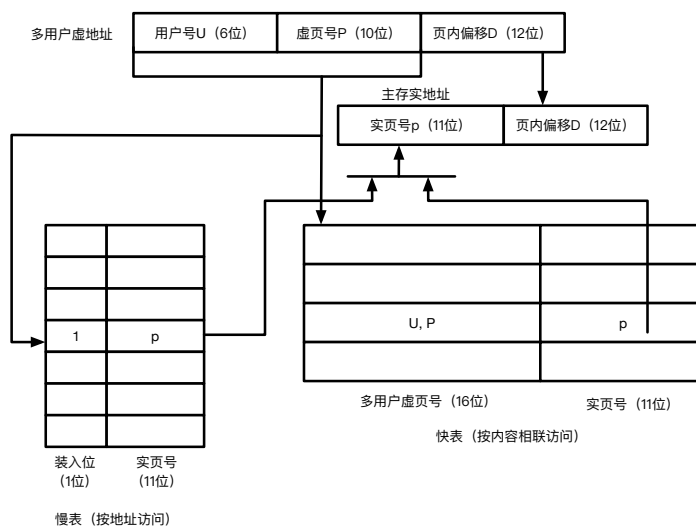 多用户虚地址 用户号U（6位） 虚页号P（10位） 页内偏移D（12位）
主存实地址
实页号p（11位） 页内偏移D（12位）
U, P p
1 p
多用户虚页号（16位） 实页号（11位）
快表（按内容相联访问）
装入位 实页号
(1位) (11位)
慢表（按地址访问）